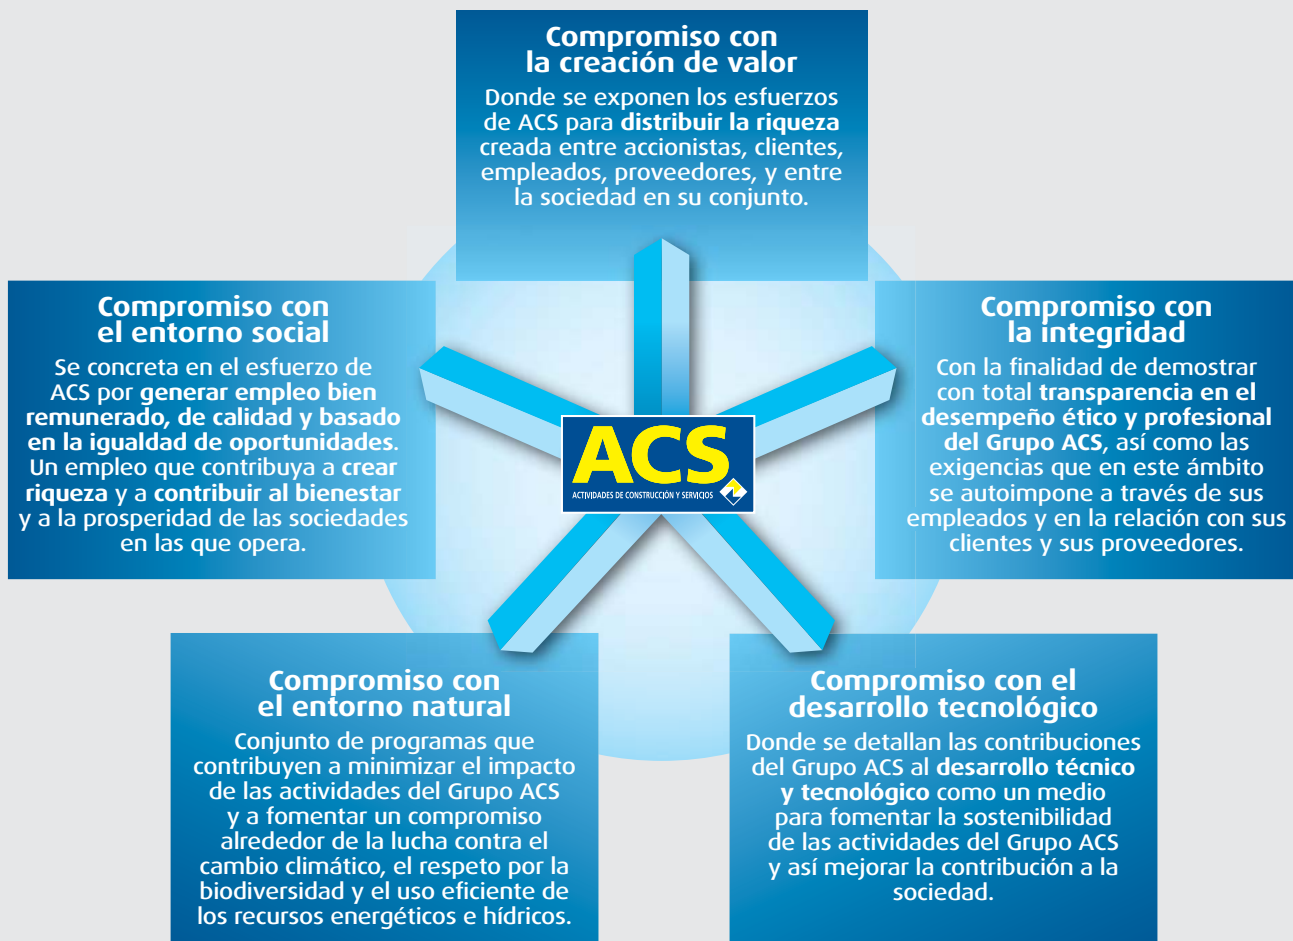 Compromiso con
la creación de valor
Donde se exponen los esfuerzos
de ACS para distribuir la riqueza
creada entre accionistas, clientes,
empleados, proveedores, y entre
la sociedad en su conjunto.
Compromiso con
el entorno social
Se concreta en el esfuerzo de
ACS por generar empleo bien
remunerado, de calidad y basado
en la igualdad de oportunidades.
Un empleo que contribuya a crear
riqueza y a contribuir al bienestar
y a la prosperidad de las sociedades
en las que opera.
Compromiso con
la integridad
Con la finalidad de demostrar
con total transparencia en el
desempeño ético y profesional
del Grupo ACS, así como las
exigencias que en este ámbito
se autoimpone a través de sus
empleados y en la relación con sus
clientes y sus proveedores.
ACS
ACTIVIDADES DE CONSTRUCCIÓN Y SERVICIOS
Compromiso con
el entorno natural
Conjunto de programas que
contribuyen a minimizar el impacto
de las actividades del Grupo ACS
y a fomentar un compromiso
alrededor de la lucha contra el
cambio climático, el respeto por la
biodiversidad y el uso eficiente de
los recursos energéticos e hídricos.
Compromiso con el
desarrollo tecnológico
Donde se detallan las contribuciones
del Grupo ACS al desarrollo técnico
y tecnológico como un medio
para fomentar la sostenibilidad
de las actividades del Grupo ACS
y así mejorar la contribución a la
sociedad.